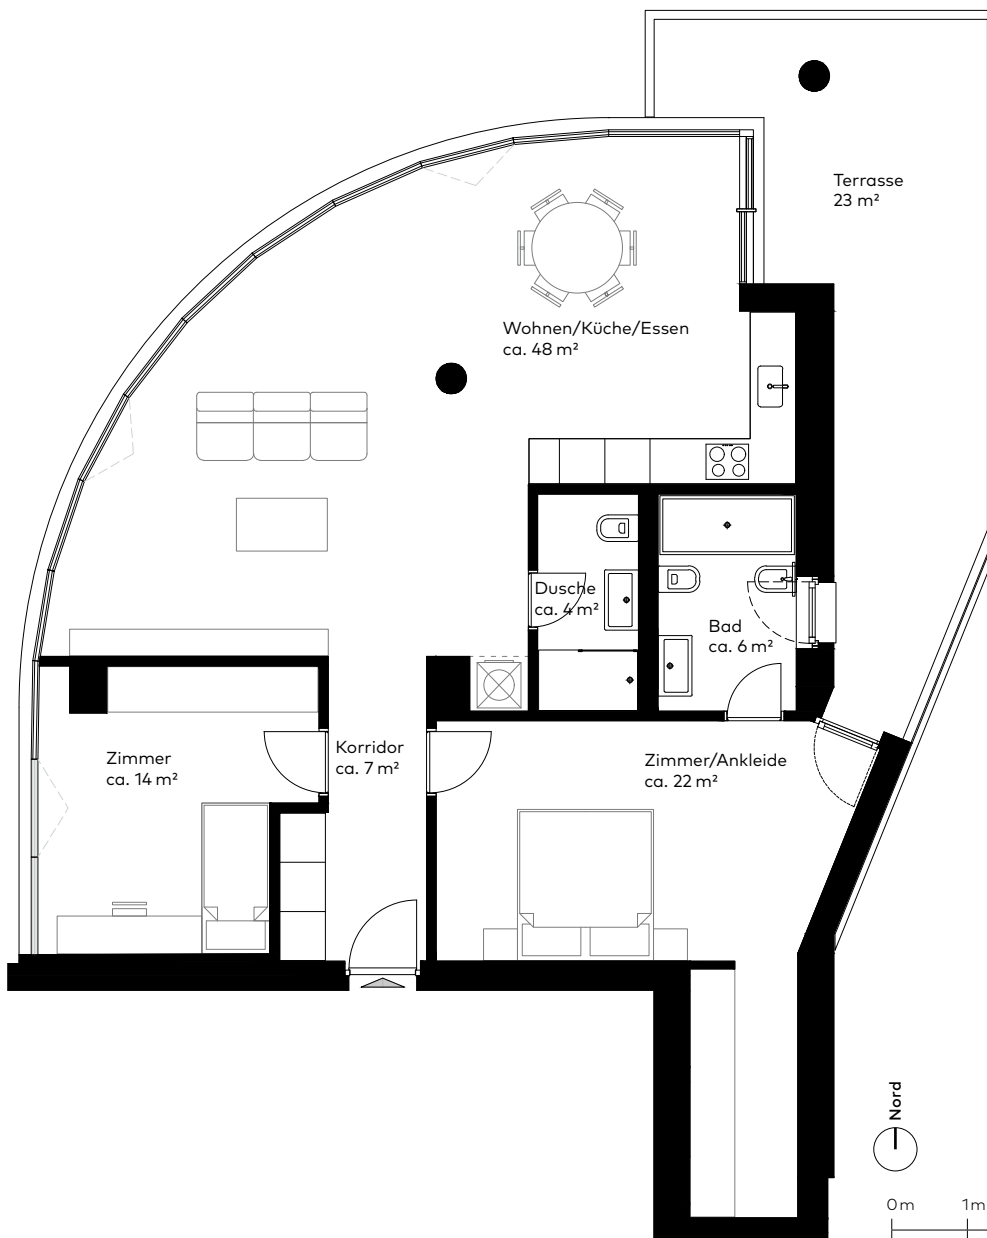 Terrasse
23 m²
Wohnen/Küche/Essen
ca. 48 m²
Dusche
ca. 4 m²
Bad
ca. 6 m²
Zimmer
ca. 14 m²
Korridor
ca. 7 m²
Zimmer/Ankleide
ca. 22 m²
Nord
0 m 1 m